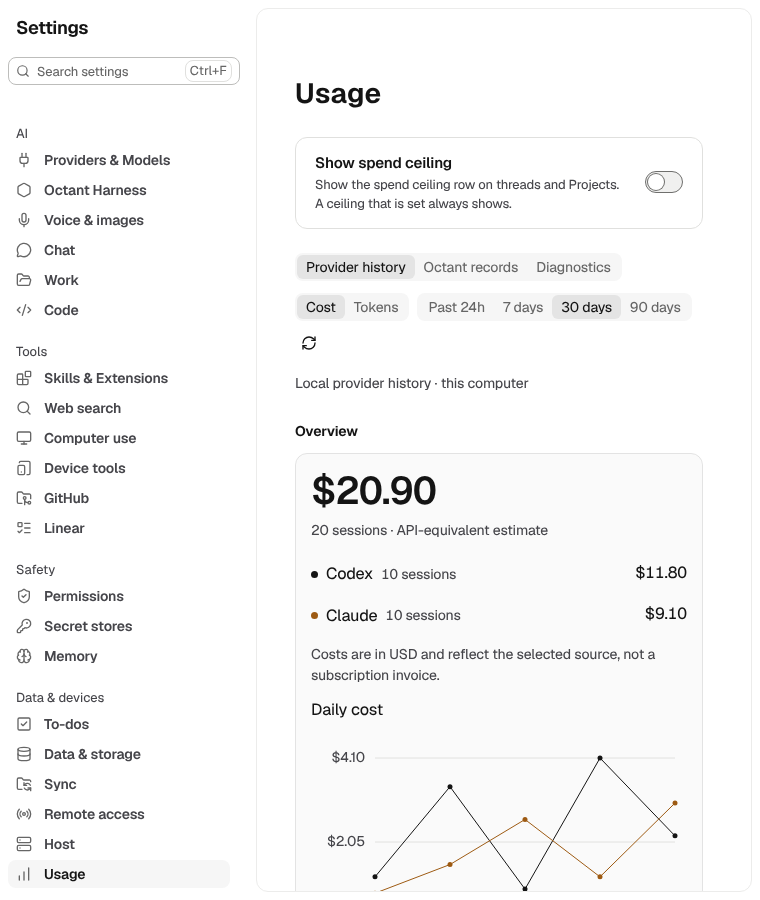 Settings
Search settings
Ctrl+F
AI
Providers & Models
Octant Harness
Voice & images
Chat
Work
Code
Tools
Skills & Extensions
Web search
Computer use
Device tools
GitHub
Linear
Safety
Permissions
Secret stores
Memory
Data & devices
To-dos
Data & storage
Sync
Remote access
Host
Usage
Usage
Show spend ceiling
Show the spend ceiling row on threads and Projects.
A ceiling that is set always shows.
Provider history Octant records Diagnostics
Cost Tokens Past 24h 7 days 30 days 90 days
Local provider history · this computer
Overview
$20.90
20 sessions · API-equivalent estimate
Codex 10 sessions $11.80
Claude 10 sessions $9.10
Costs are in USD and reflect the selected source, not a
subscription invoice.
Daily cost
$4.10
$2.05